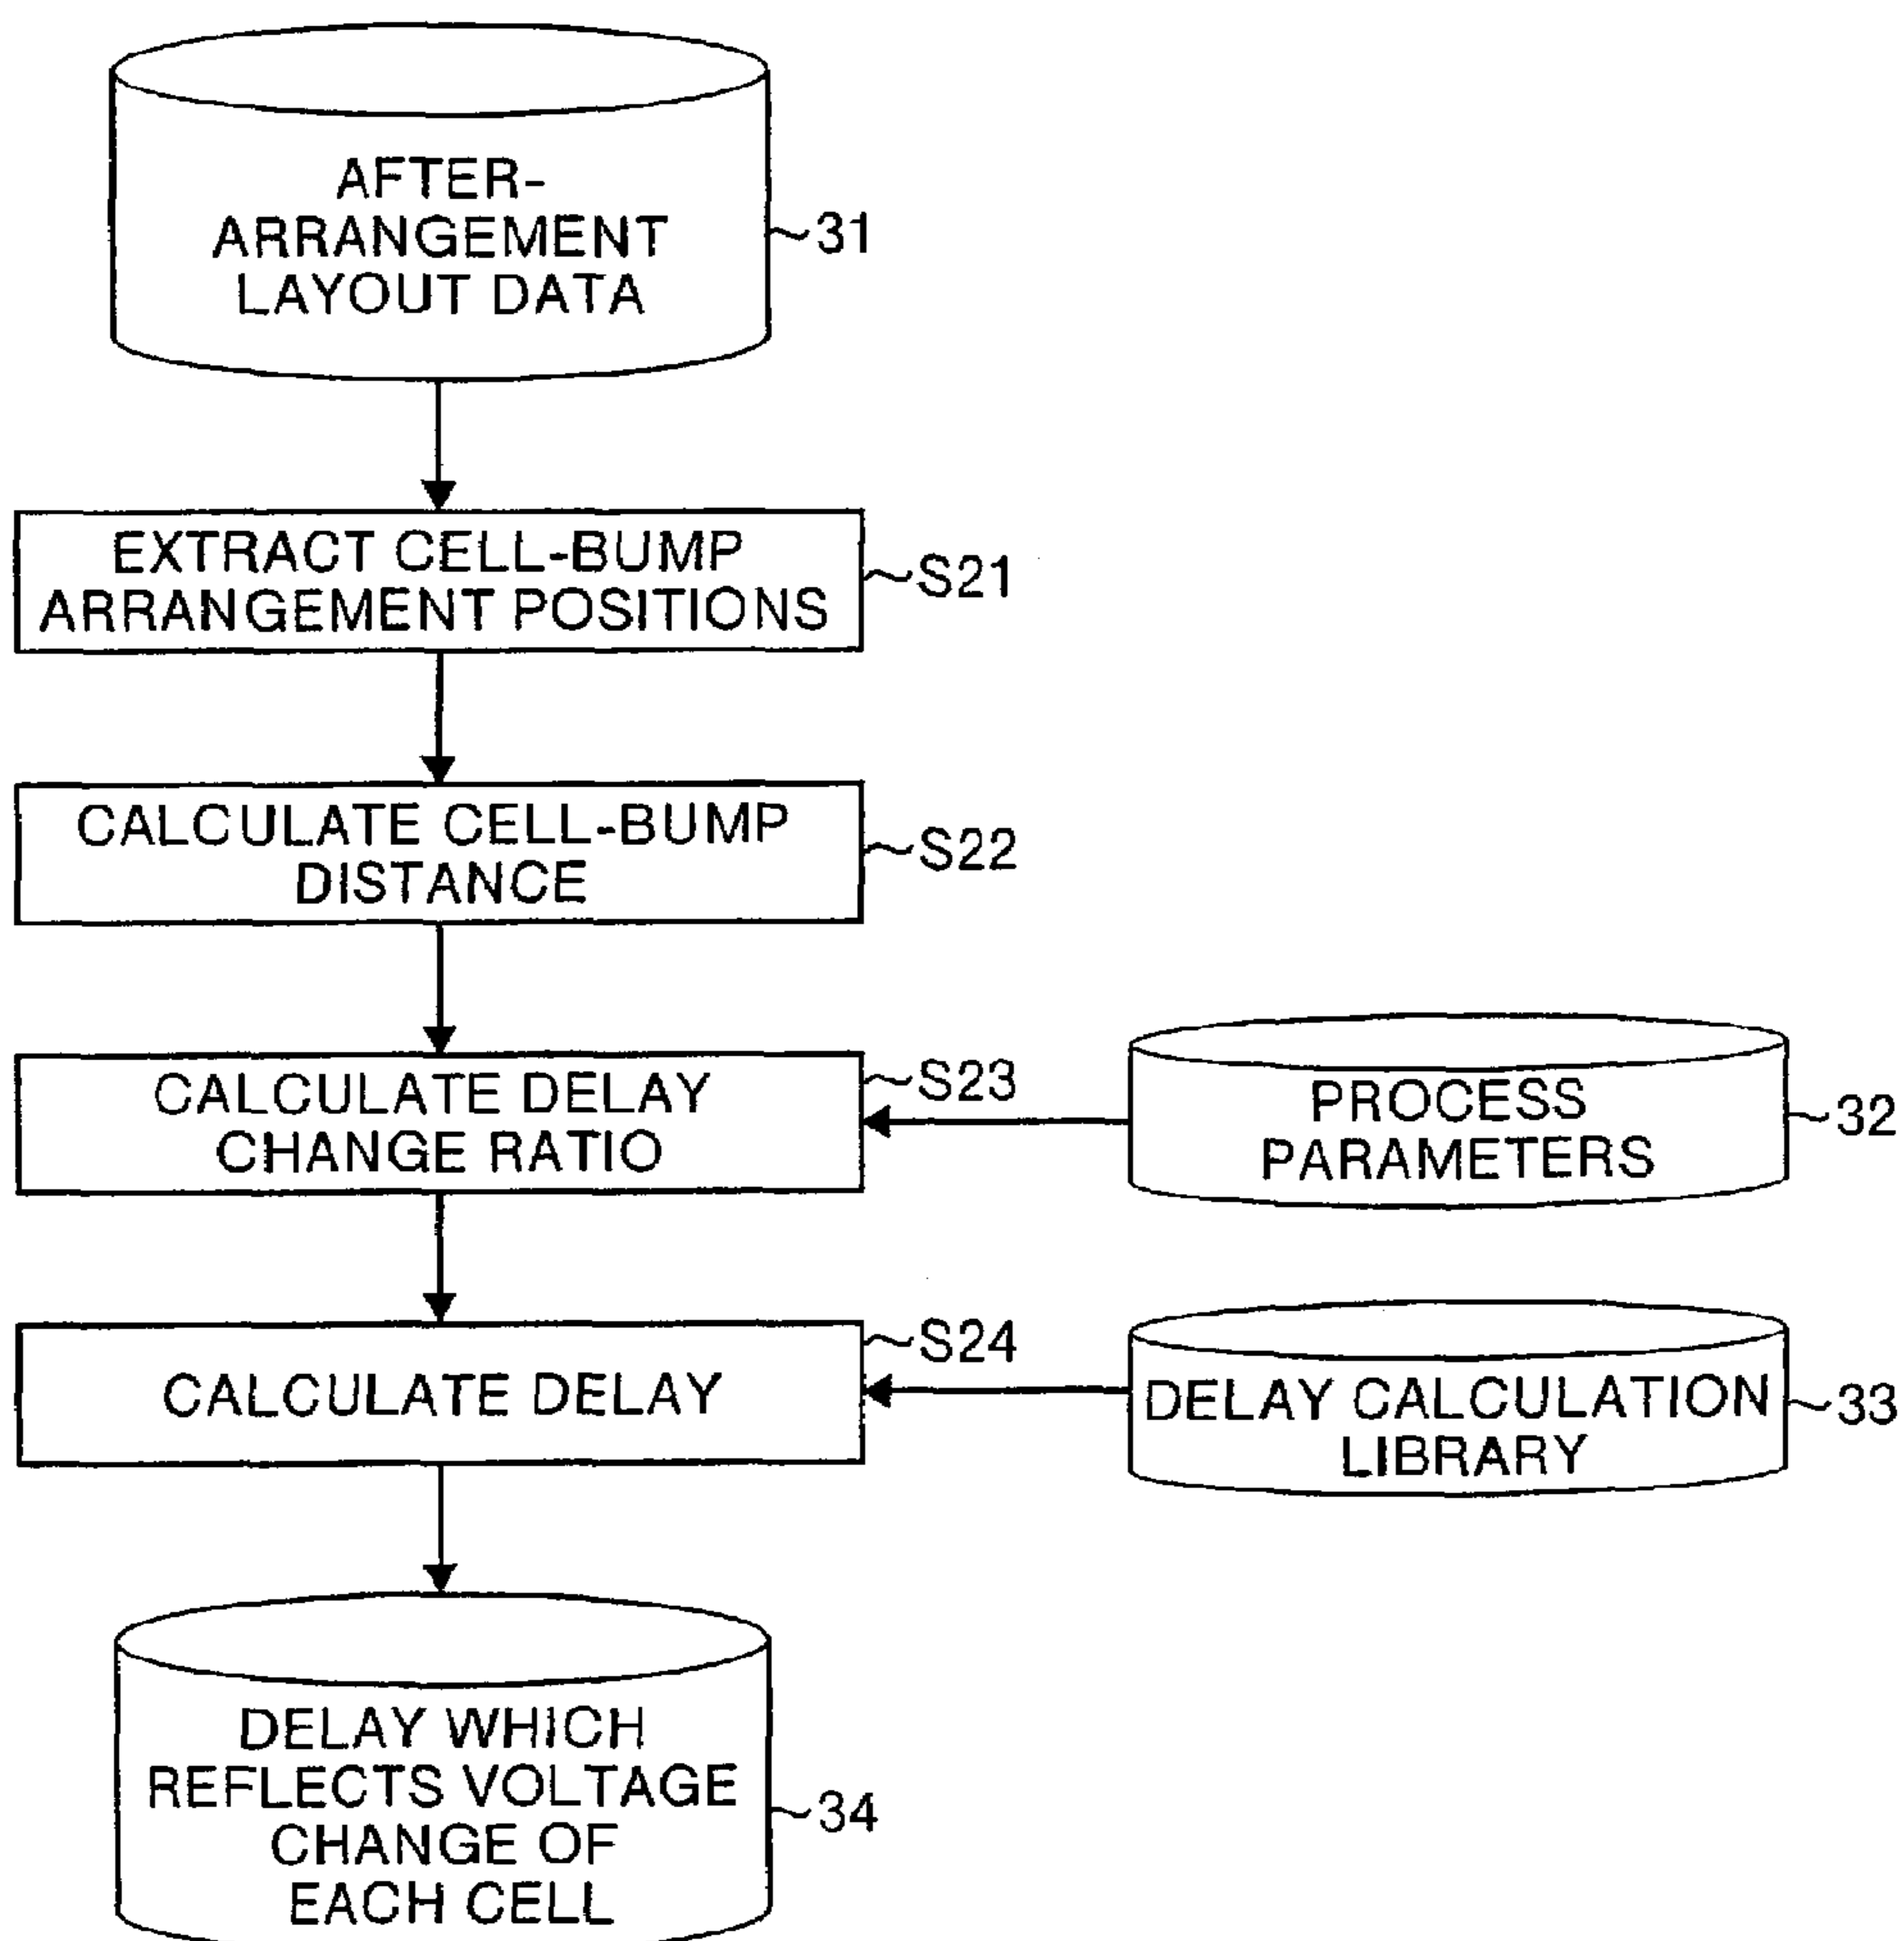 AFTER-
ARRANGEMENT
LAYOUT DATA
31
EXTRACT CELL-BUMP
ARRANGEMENT POSITIONS
S21
CALCULATE CELL-BUMP
DISTANCE
S22
CALCULATE DELAY
CHANGE RATIO
S23
PROCESS
PARAMETERS
32
CALCULATE DELAY
S24
DELAY CALCULATION
LIBRARY
33
DELAY WHICH
REFLECTS VOLTAGE
CHANGE OF
EACH CELL
34